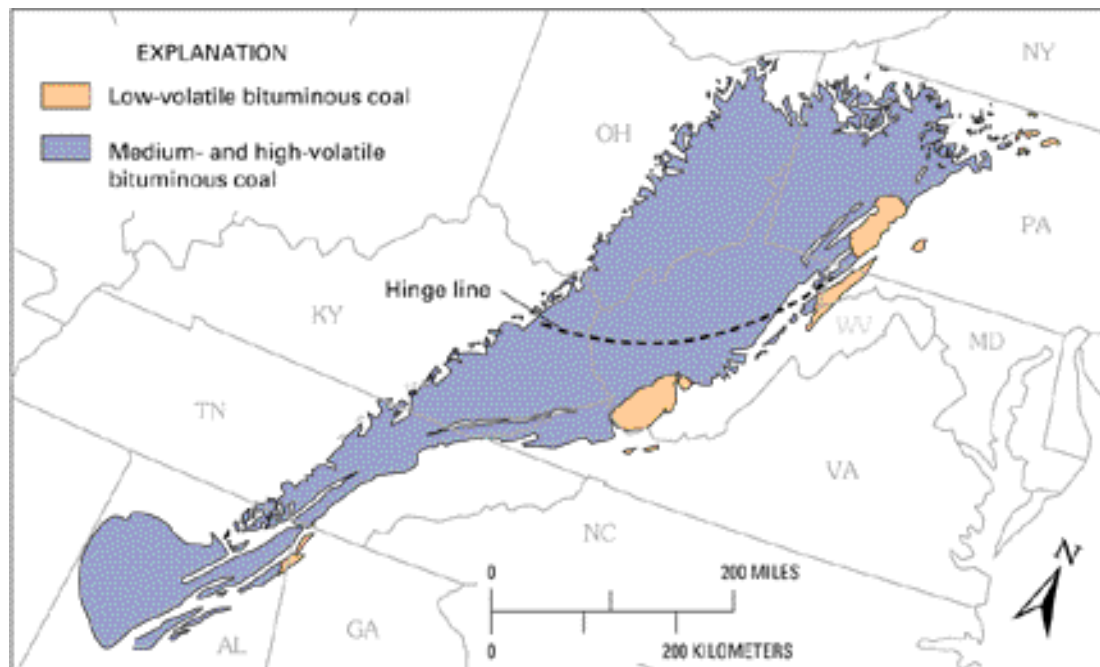 EXPLANATION
Low-volatile bituminous coal
Medium- and high-volatile
bituminous coal
NY
OH
PA
Hinge line
KY
WV
MD
TN
VA
NC
N
0 200 MILES
0 200 KILOMETERS
AL
GA